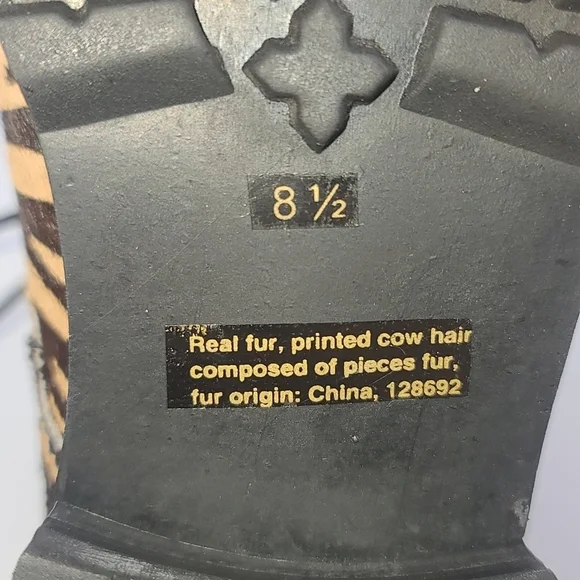 8 ½
Real fur, printed cow hair
composed of pieces fur,
fur origin: China, 128692